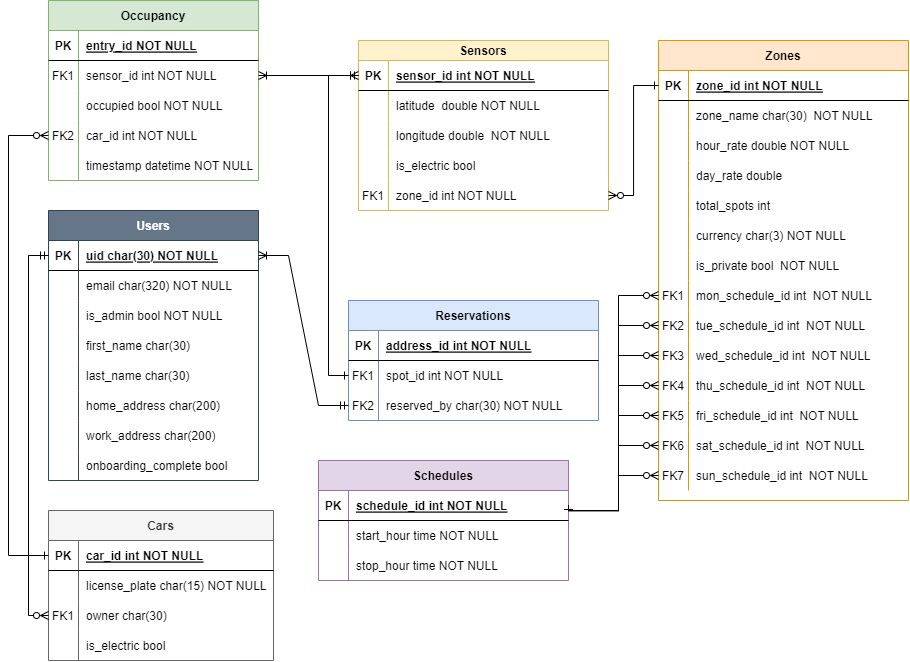 Occupancy
PK entry_id NOT NULL
FK1 sensor_id int NOT NULL
occupied bool NOT NULL
FK2 car_id int NOT NULL
timestamp datetime NOT NULL
Sensors
PK sensor_id int NOT NULL
latitude  double NOT NULL
longitude double  NOT NULL
is_electric bool
FK1 zone_id int NOT NULL
Zones
PK zone_id int NOT NULL
zone_name char(30)  NOT NULL
hour_rate double NOT NULL
day_rate double
total_spots int
currency char(3) NOT NULL
is_private bool  NOT NULL
FK1 mon_schedule_id int  NOT NULL
FK2 tue_schedule_id int  NOT NULL
FK3 wed_schedule_id int  NOT NULL
FK4 thu_schedule_id int  NOT NULL
FK5 fri_schedule_id int  NOT NULL
FK6 sat_schedule_id int  NOT NULL
FK7 sun_schedule_id int  NOT NULL
Users
PK uid char(30) NOT NULL
email char(320) NOT NULL
is_admin bool NOT NULL
first_name char(30)
last_name char(30)
home_address char(200)
work_address char(200)
onboarding_complete bool
Reservations
PK address_id int NOT NULL
FK1 spot_id int NOT NULL
FK2 reserved_by char(30) NOT NULL
Schedules
PK schedule_id int NOT NULL
start_hour time NOT NULL
stop_hour time NOT NULL
Cars
PK car_id int NOT NULL
license_plate char(15) NOT NULL
FK1 owner char(30)
is_electric bool